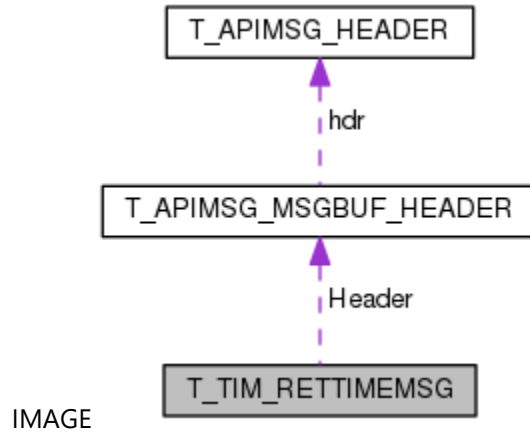 T_APIMSG_HEADER
hdr
T_APIMSG_MSGBUF_HEADER
Header
T_TIM_RETTIMEMSG
IMAGE